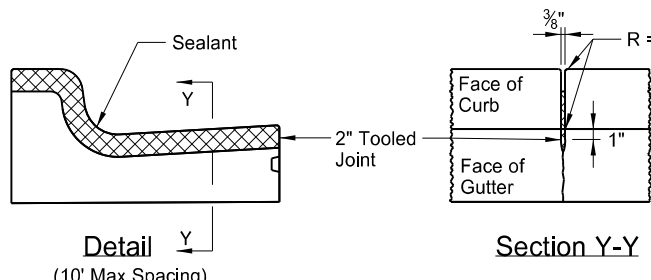 Sealant
Y
2" Tooled
Joint
Detail
Y
(10' Max Spacing)
3/8"
R =
Face of
Curb
1"
Face of
Gutter
Section Y-Y